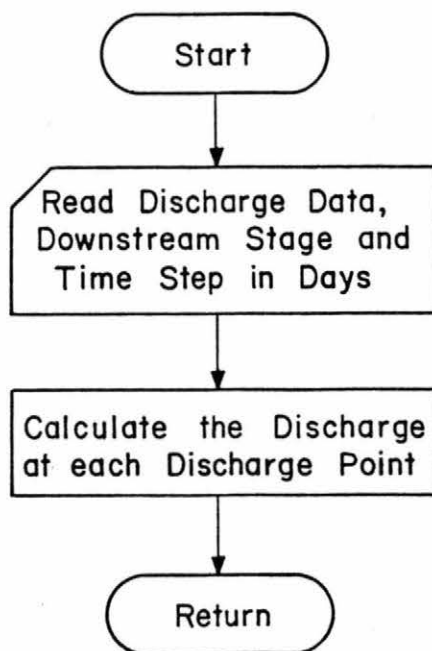 Start
Read Discharge Data,
Downstream Stage and
Time Step in Days
Calculate the Discharge
at each Discharge Point
Return